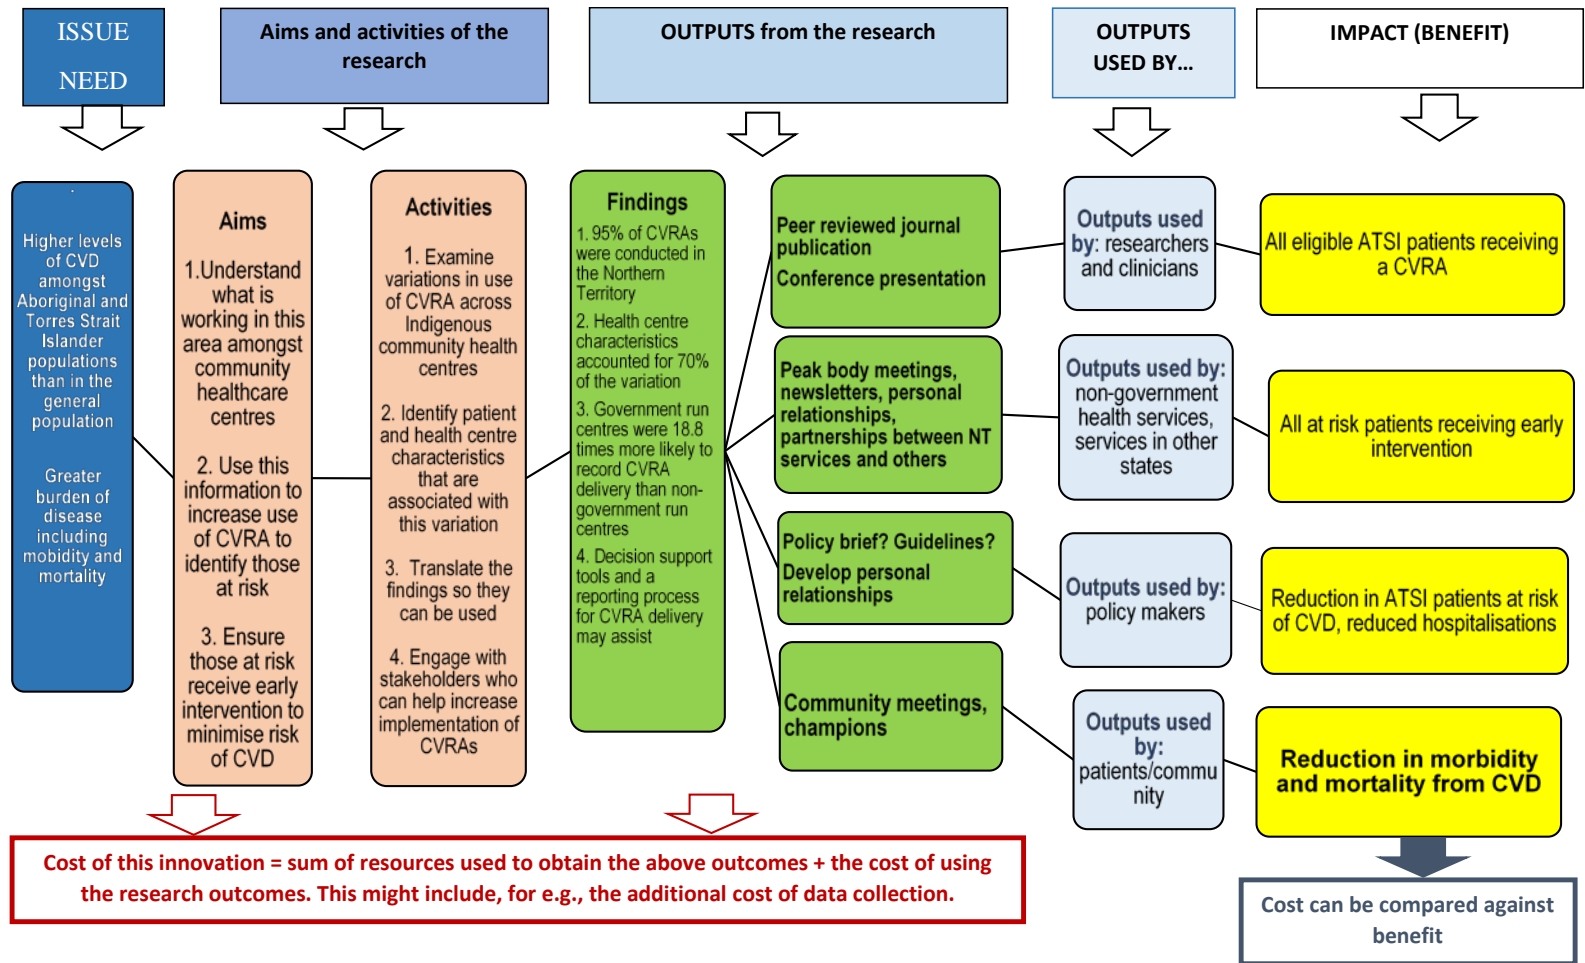 ISSUE
NEED
Aims and activities of the
research
OUTPUTS from the research
OUTPUTS
USED BY…
IMPACT (BENEFIT)
Higher levels
of CVD
amongst
Aboriginal and
Torres Strait
Islander
populations
than in the
general
population
Greater
burden of
disease
including
mobidity and
mortality
Aims
1.Understand
what is
working in this
area amongst
community
healthcare
centres
2. Use this
information to
increase use
of CVRA to
identify those
at risk
3. Ensure
those at risk
receive early
intervention to
minimise risk
of CVD
Activities
1. Examine
variations in use
of CVRA across
Indigenous
community health
centres
2. Identify patient
and health centre
characteristics
that are
associated with
this variation
3. Translate the
findings so they
can be used
4. Engage with
stakeholders who
can help increase
implementation of
CVRAs
Findings
1. 95% of CVRAs
were conducted in
the Northern
Territory
2. Health centre
characteristics
accounted for 70%
of the variation
3. Government run
centres were 18.8
times more likely to
record CVRA
delivery than non-
government run
centres
4. Decision support
tools and a
reporting process
for CVRA delivery
may assist
Peer reviewed journal
publication
Conference presentation
Peak body meetings,
newsletters, personal
relationships,
partnerships between NT
services and others
Policy brief? Guidelines?
Develop personal
relationships
Community meetings,
champions
Outputs used
by: researchers
and clinicians
Outputs used by:
non-government
health services,
services in other
states
Outputs used by:
policy makers
Outputs used
by:
patients/commu
nity
All eligible ATSI patients receiving
a CVRA
All at risk patients receiving early
intervention
Reduction in ATSI patients at risk
of CVD, reduced hospitalisations
Reduction in morbidity
and mortality from CVD
Cost of this innovation = sum of resources used to obtain the above outcomes + the cost of using
the research outcomes. This might include, for e.g., the additional cost of data collection.
Cost can be compared against
benefit